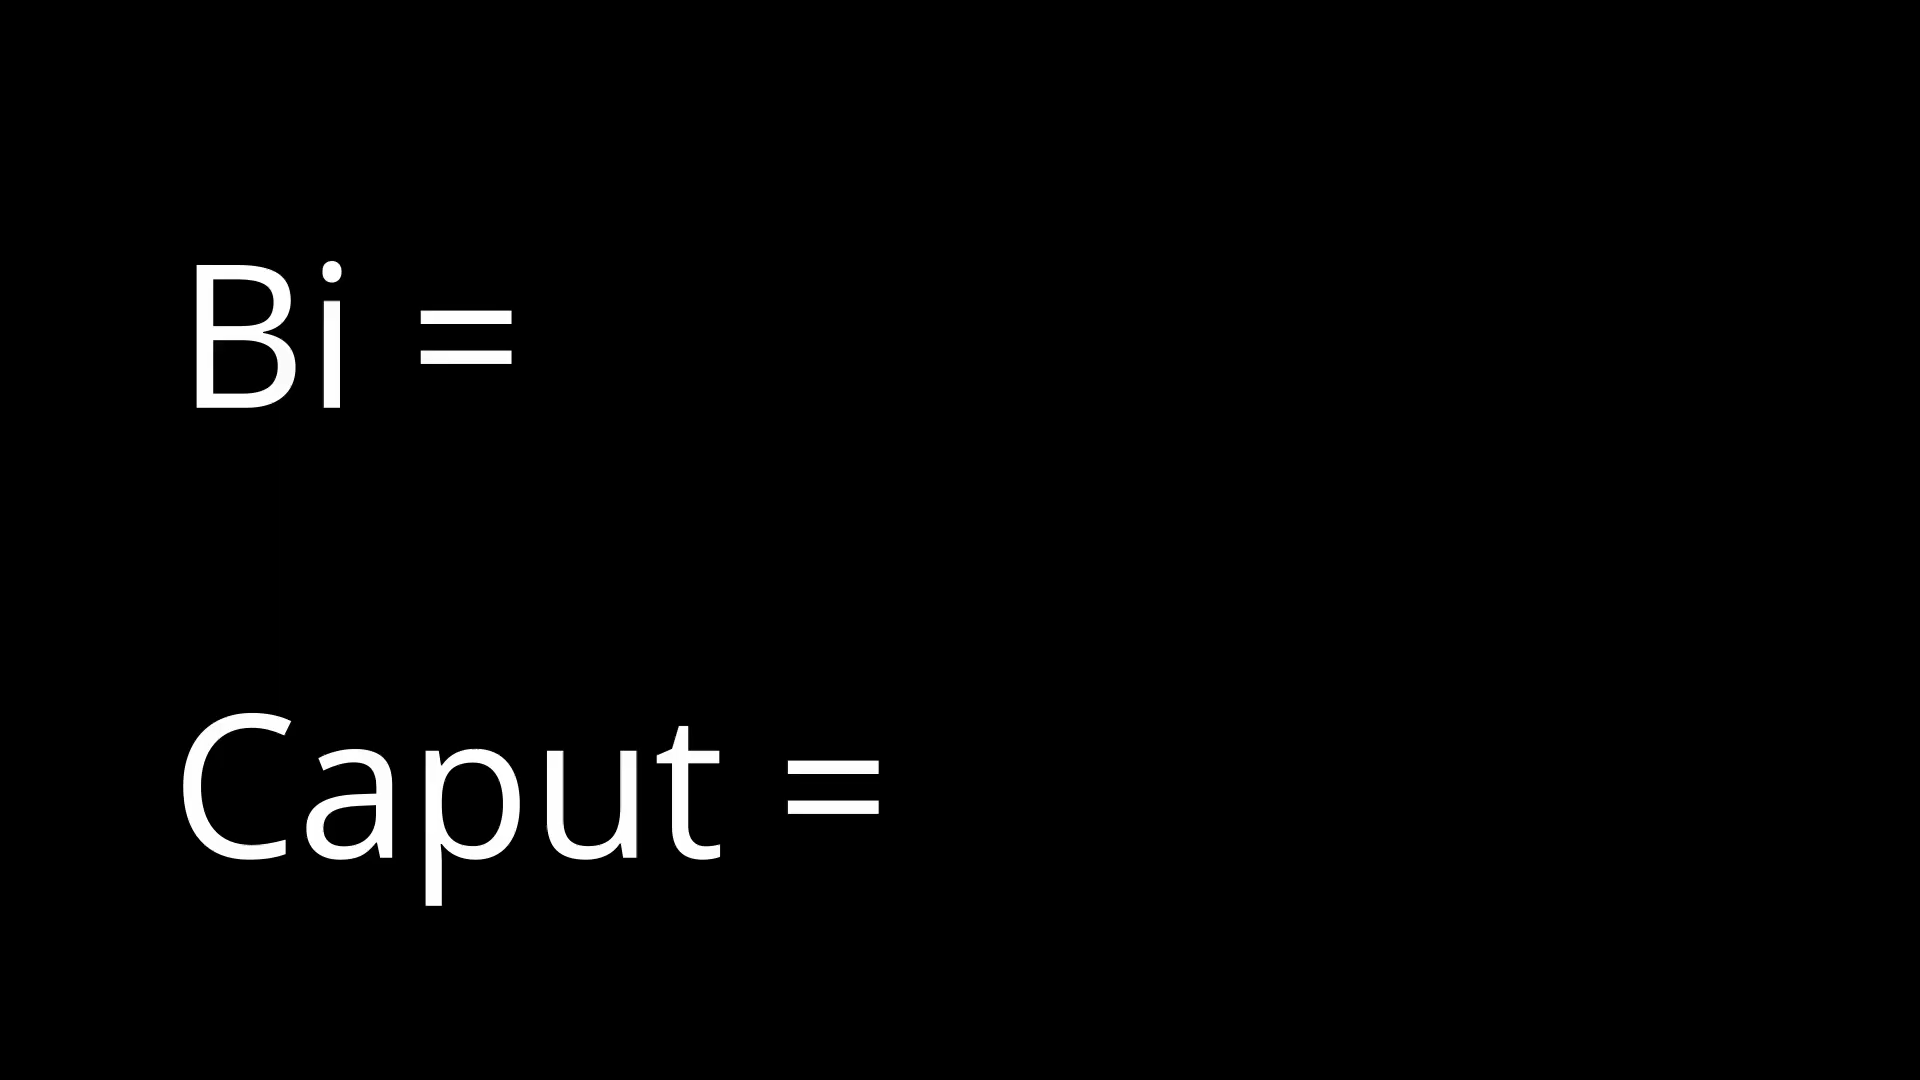 Bi =
Caput =